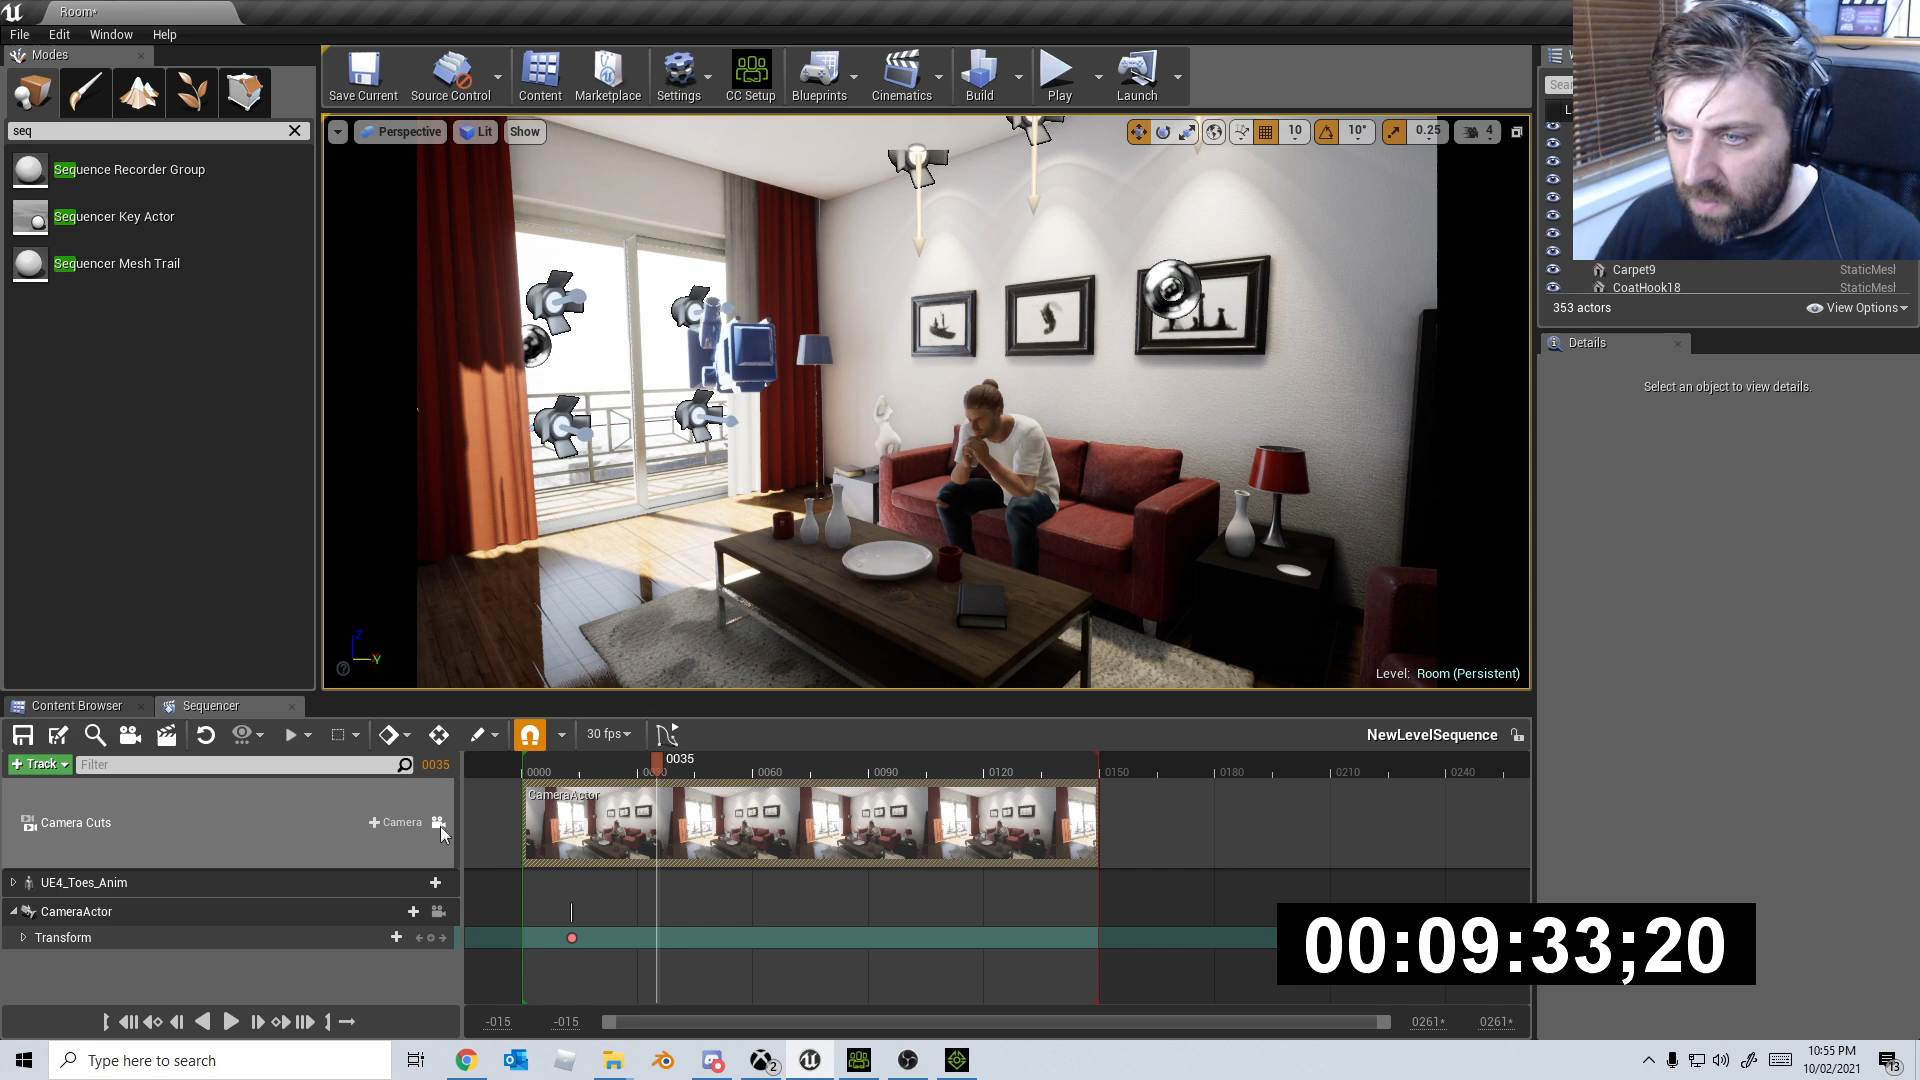 Room*
File Edit Window Help
Modes
seq
Sequence Recorder Group
Sequencer Key Actor
Sequencer Mesh Trail
Save Current
Source Control
Content
Marketplace
Settings
CC Setup
Blueprints
Cinematics
Build
Play
Launch
Perspective
Lit
Show
10
10°
0.25
4
Z
Y
Level: Room (Persistent)
Carpet9 StaticMesh
CoatHook18 StaticMesh
353 actors
View Options
Details
Select an object to view details.
Content Browser
Sequencer
30 fps
NewLevelSequence
Track
Filter
0035
0035
0000
0060
0090
0120
0150
0180
0210
0240
Camera Cuts
Camera
CameraActor
UE4_Toes_Anim
CameraActor
Transform
00:09:33;20
-015
-015
0261*
0261*
Type here to search
2
10:55 PM
10/02/2021
13